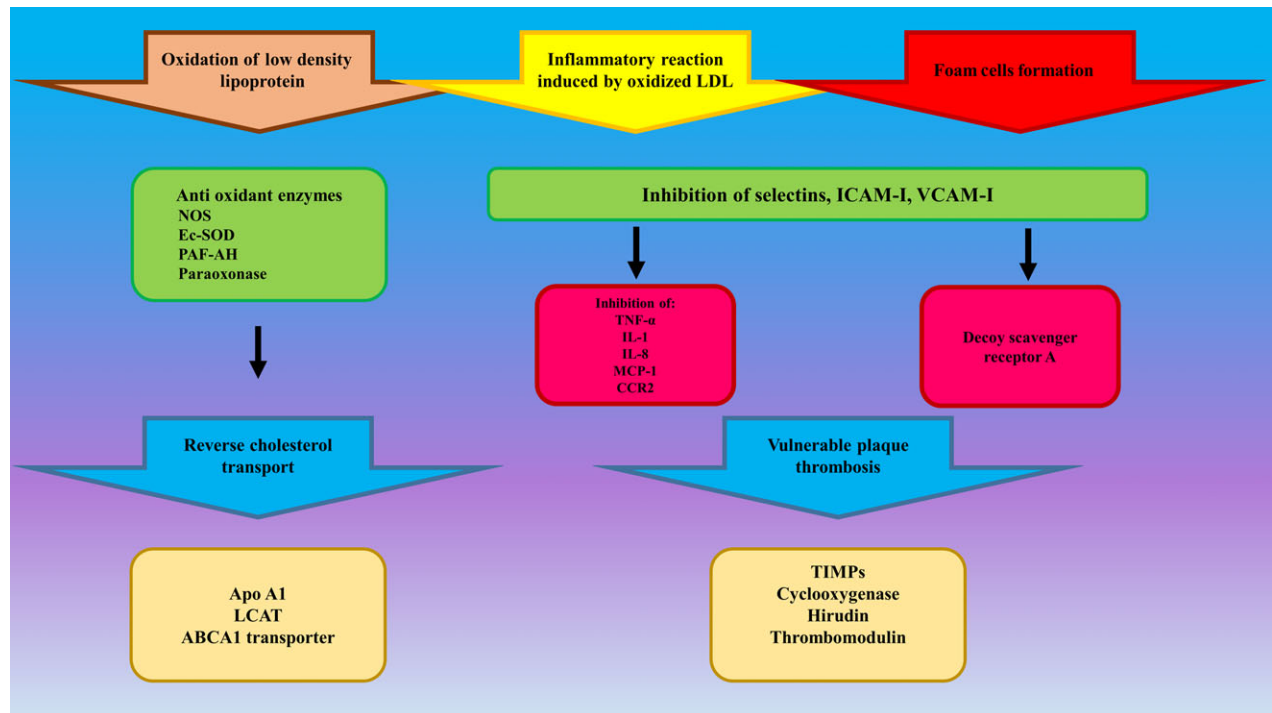 Oxidation of low density
lipoprotein
Inflammatory reaction
induced by oxidized LDL
Foam cells formation
Anti oxidant enzymes
NOS
Ec-SOD
PAF-AH
Paraoxonase
Inhibition of selectins, ICAM-I, VCAM-I
Inhibition of:
TNF-α
IL-1
IL-8
MCP-1
CCR2
Decoy scavenger
receptor A
Reverse cholesterol
transport
Vulnerable plaque
thrombosis
Apo A1
LCAT
ABCA1 transporter
TIMPs
Cyclooxygenase
Hirudin
Thrombomodulin